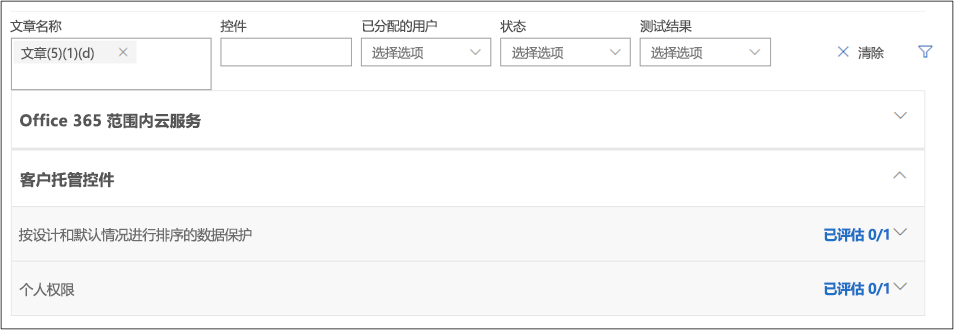 文章名称 控件 已分配的用户 状态 测试结果
文章(5)(1)(d) 选择选项 选择选项 选择选项 清除
Office 365 范围内云服务
客户托管控件
按设计和默认情况进行排序的数据保护 已评估 0/1
个人权限 已评估 0/1